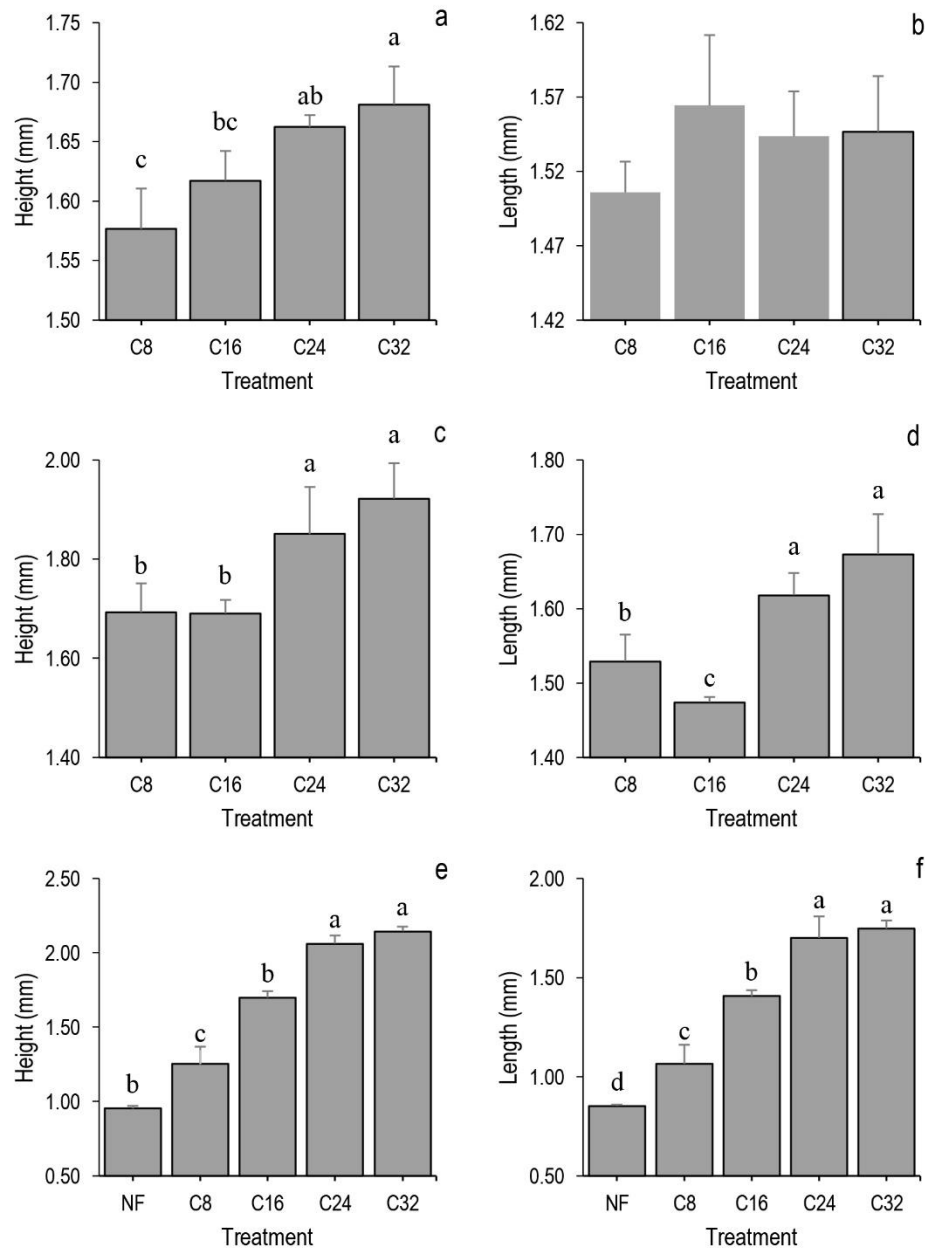 a
Height (mm)
1.75
1.70
1.65
1.60
1.55
1.50
c
bc
ab
a
C8 C16 C24 C32
Treatment
b
Length (mm)
1.62
1.57
1.52
1.47
1.42
C8 C16 C24 C32
Treatment
c
Height (mm)
2.00
1.80
1.60
1.40
b
b
a
a
C8 C16 C24 C32
Treatment
d
Length (mm)
1.80
1.70
1.60
1.50
1.40
b
c
a
a
C8 C16 C24 C32
Treatment
e
Height (mm)
2.50
2.00
1.50
1.00
0.50
b
c
b
a
a
NF C8 C16 C24 C32
Treatment
f
Length (mm)
2.00
1.50
1.00
0.50
d
c
b
a
a
NF C8 C16 C24 C32
Treatment